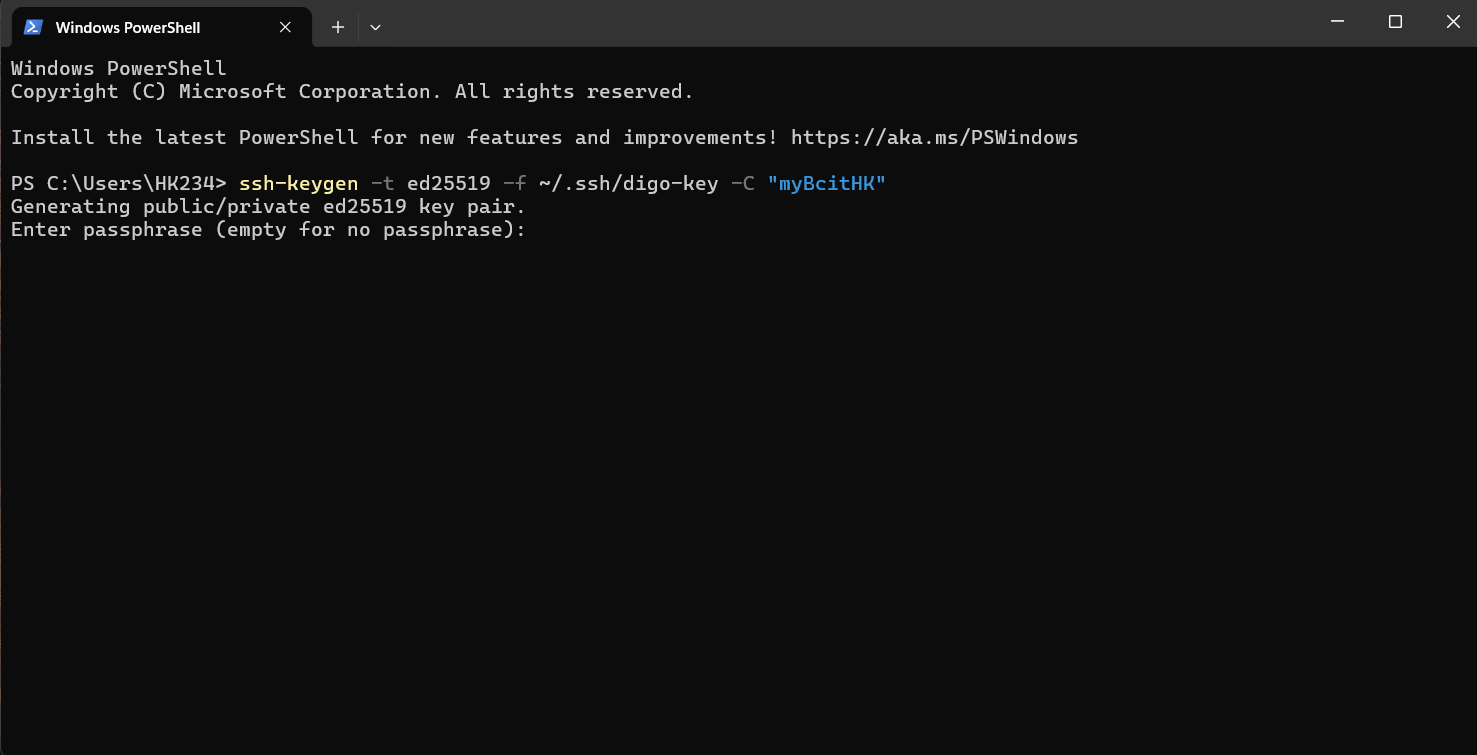 Windows PowerShell
Windows PowerShell
Copyright (C) Microsoft Corporation. All rights reserved.
Install the latest PowerShell for new features and improvements! https://aka.ms/PSWindows
PS C:\Users\HK234> ssh-keygen -t ed25519 -f ~/.ssh/digo-key -C "myBcitHK"
Generating public/private ed25519 key pair.
Enter passphrase (empty for no passphrase):